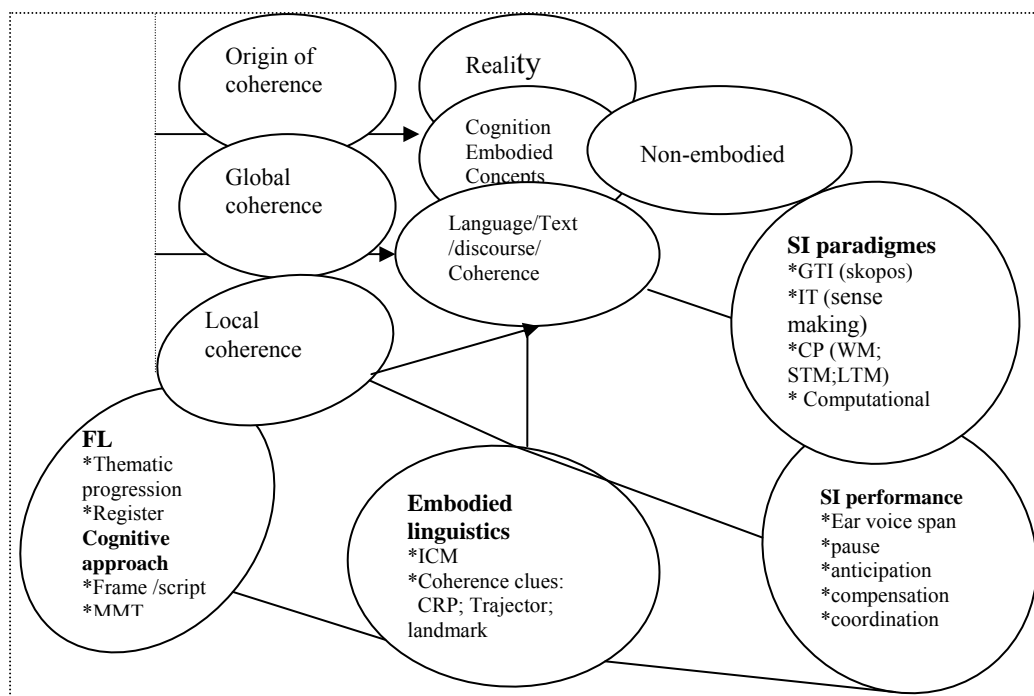 Origin of
coherence
Reality
Cognition
Embodied
Concepts
Non-embodied
Global
coherence
Language/Text
/discourse/
Coherence
SI paradigmes
*GTI (skopos)
*IT (sense
making)
*CP (WM;
STM;LTM)
* Computational
Local
coherence
FL
*Thematic
progression
*Register
Cognitive
approach
*Frame /script
*MMT
Embodied
linguistics
*ICM
*Coherence clues:
CRP; Trajector;
landmark
SI performance
*Ear voice span
*pause
*anticipation
*compensation
*coordination